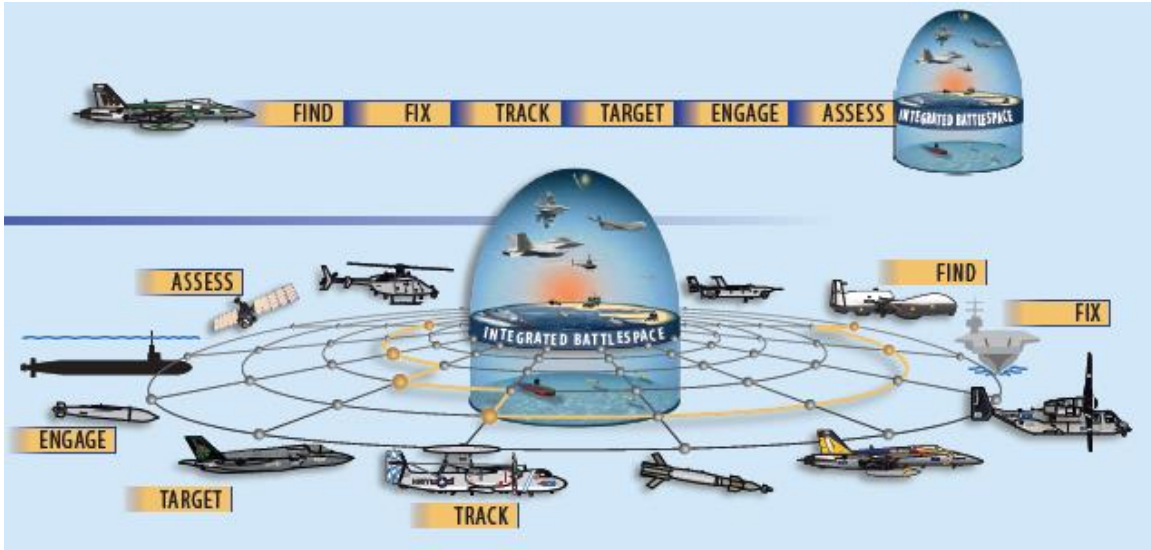 FIND FIX TRACK TARGET ENGAGE ASSESS
INTEGRATED BATTLESPACE
ASSESS
FIND
FIX
INTEGRATED BATTLESPACE
ENGAGE
TARGET
TRACK